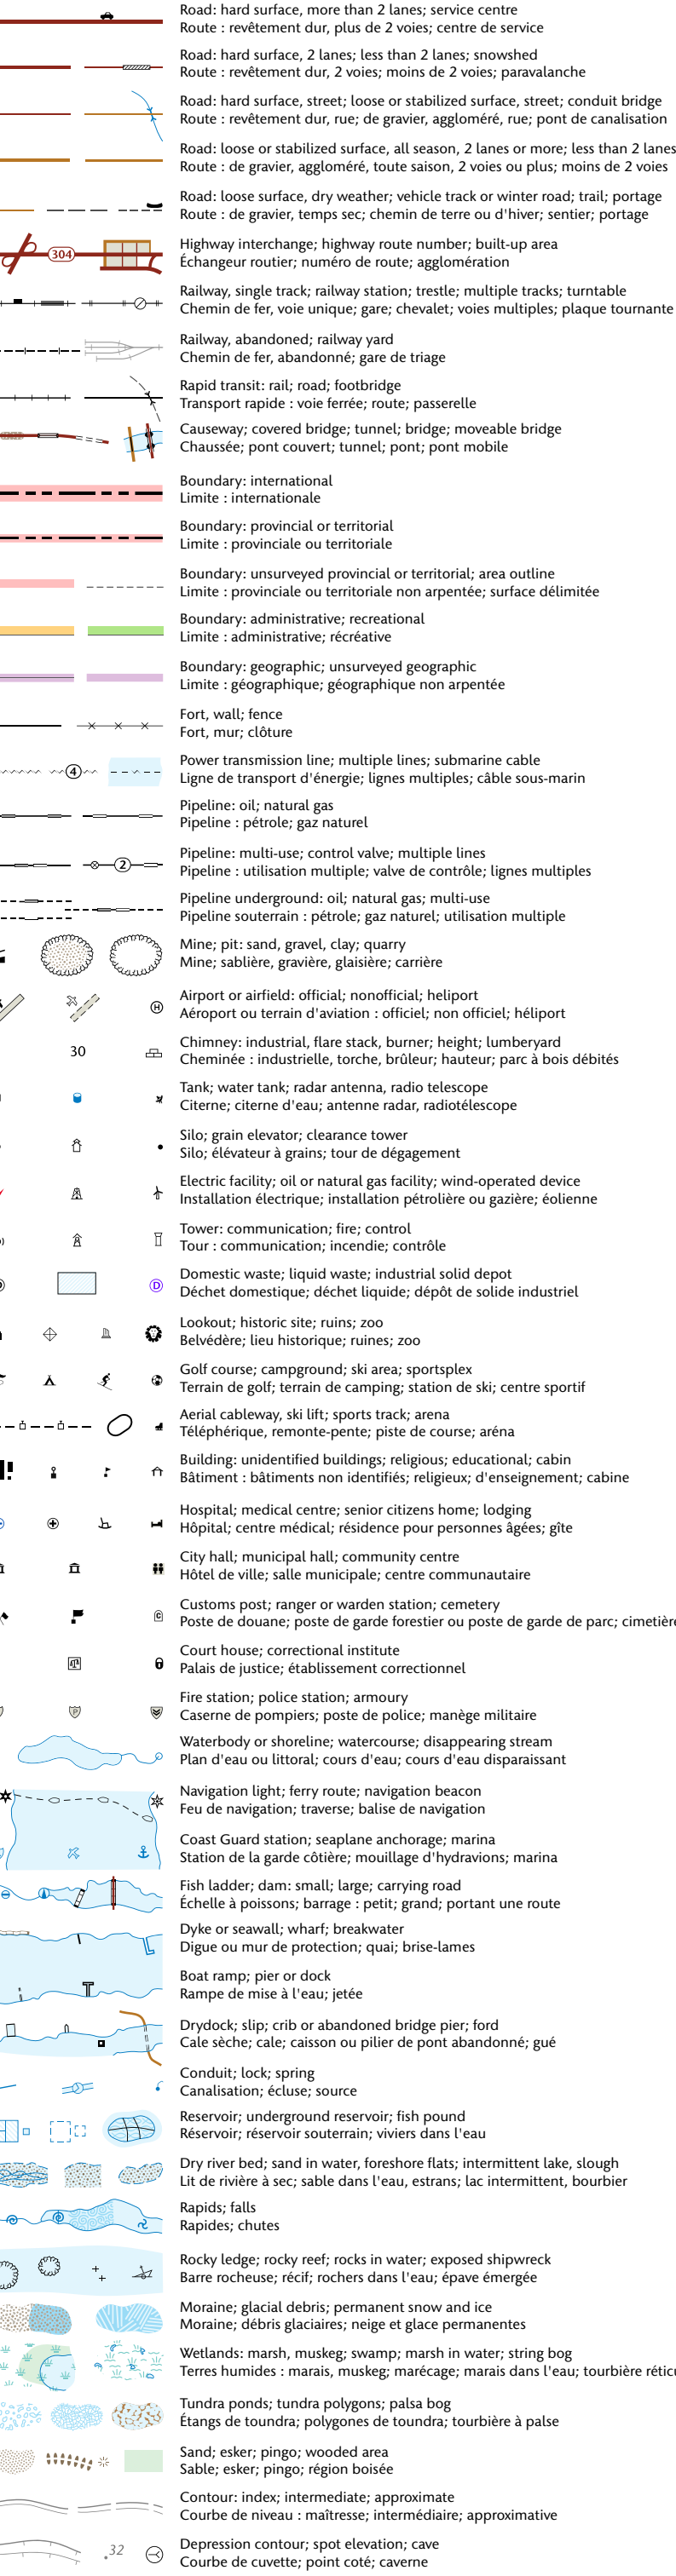 Road: hard surface, more than 2 lanes; service centre
Route : revêtement dur, plus de 2 voies; centre de service
Road: hard surface, 2 lanes; less than 2 lanes; snowshed
Route : revêtement dur, 2 voies; moins de 2 voies; paravalanche
Road: hard surface, street; loose or stabilized surface, street; conduit bridge
Route : revêtement dur, rue; de gravier, aggloméré, rue; pont de canalisation
Road: loose or stabilized surface, all season, 2 lanes or more; less than 2 lanes
Route : de gravier, aggloméré, toute saison, 2 voies ou plus; moins de 2 voies
Road: loose surface, dry weather; vehicle track or winter road; trail; portage
Route : de gravier, temps sec; chemin de terre ou d'hiver; sentier; portage
304
Highway interchange; highway route number; built-up area
Échangeur routier; numéro de route; agglomération
Railway, single track; railway station; trestle; multiple tracks; turntable
Chemin de fer, voie unique; gare; chevalet; voies multiples; plaque tournante
Railway, abandoned; railway yard
Chemin de fer, abandonné; gare de triage
Rapid transit: rail; road; footbridge
Transport rapide : voie ferrée; route; passerelle
Causeway; covered bridge; tunnel; bridge; moveable bridge
Chaussée; pont couvert; tunnel; pont; pont mobile
Boundary: international
Limite : internationale
Boundary: provincial or territorial
Limite : provinciale ou territoriale
Boundary: unsurveyed provincial or territorial; area outline
Limite : provinciale ou territoriale non arpentée; surface délimitée
Boundary: administrative; recreational
Limite : administrative; récréative
Boundary: geographic; unsurveyed geographic
Limite : géographique; géographique non arpentée
Fort, wall; fence
Fort, mur; clôture
4
Power transmission line; multiple lines; submarine cable
Ligne de transport d'énergie; lignes multiples; câble sous-marin
Pipeline: oil; natural gas
Pipeline : pétrole; gaz naturel
2
Pipeline: multi-use; control valve; multiple lines
Pipeline : utilisation multiple; valve de contrôle; lignes multiples
Pipeline underground: oil; natural gas; multi-use
Pipeline souterrain : pétrole; gaz naturel; utilisation multiple
Mine; pit: sand, gravel, clay; quarry
Mine; sablière, gravière, glaisière; carrière
H
Airport or airfield: official; nonofficial; heliport
Aéroport ou terrain d'aviation : officiel; non officiel; héliport
30
Chimney: industrial, flare stack, burner; height; lumberyard
Cheminée : industrielle, torche, brûleur; hauteur; parc à bois débités
Tank; water tank; radar antenna, radio telescope
Citerne; citerne d'eau; antenne radar, radiotélescope
Silo; grain elevator; clearance tower
Silo; élévateur à grains; tour de dégagement
Electric facility; oil or natural gas facility; wind-operated device
Installation électrique; installation pétrolière ou gazière; éolienne
Tower: communication; fire; control
Tour : communication; incendie; contrôle
D
Domestic waste; liquid waste; industrial solid depot
Déchet domestique; déchet liquide; dépôt de solide industriel
Lookout; historic site; ruins; zoo
Belvédère; lieu historique; ruines; zoo
Golf course; campground; ski area; sportsplex
Terrain de golf; terrain de camping; station de ski; centre sportif
Aerial cableway, ski lift; sports track; arena
Téléphérique, remonte-pente; piste de course; aréna
Building: unidentified buildings; religious; educational; cabin
Bâtiment : bâtiments non identifiés; religieux; d'enseignement; cabine
Hospital; medical centre; senior citizens home; lodging
Hôpital; centre médical; résidence pour personnes âgées; gîte
City hall; municipal hall; community centre
Hôtel de ville; salle municipale; centre communautaire
C
Customs post; ranger or warden station; cemetery
Poste de douane; poste de garde forestier ou poste de garde de parc; cimetière
Court house; correctional institute
Palais de justice; établissement correctionnel
P
Fire station; police station; armoury
Caserne de pompiers; poste de police; manège militaire
Waterbody or shoreline; watercourse; disappearing stream
Plan d'eau ou littoral; cours d'eau; cours d'eau disparaissant
Navigation light; ferry route; navigation beacon
Feu de navigation; traverse; balise de navigation
Coast Guard station; seaplane anchorage; marina
Station de la garde côtière; mouillage d'hydravions; marina
Fish ladder; dam: small; large; carrying road
Échelle à poissons; barrage : petit; grand; portant une route
Dyke or seawall; wharf; breakwater
Digue ou mur de protection; quai; brise-lames
Boat ramp; pier or dock
Rampe de mise à l'eau; jetée
Drydock; slip; crib or abandoned bridge pier; ford
Cale sèche; cale; caisson ou pilier de pont abandonné; gué
Conduit; lock; spring
Canalisation; écluse; source
Reservoir; underground reservoir; fish pound
Réservoir; réservoir souterrain; viviers dans l'eau
Dry river bed; sand in water, foreshore flats; intermittent lake, slough
Lit de rivière à sec; sable dans l'eau, estrans; lac intermittent, bourbier
Rapids; falls
Rapides; chutes
Rocky ledge; rocky reef; rocks in water; exposed shipwreck
Barre rocheuse; récif; rochers dans l'eau; épave émergée
Moraine; glacial debris; permanent snow and ice
Moraine; débris glaciaires; neige et glace permanentes
Wetlands: marsh, muskeg; swamp; marsh in water; string bog
Terres humides : marais, muskeg; marécage; marais dans l'eau; tourbière
Tundra ponds; tundra polygons; palsa bog
Étangs de toundra; polygones de toundra; tourbière à palse
Sand; esker; pingo; wooded area
Sable; esker; pingo; région boisée
Contour: index; intermediate; approximate
Courbe de niveau : maîtresse; intermédiaire; approximative
.32
Depression contour; spot elevation; cave
Courbe de cuvette; point coté; caverne